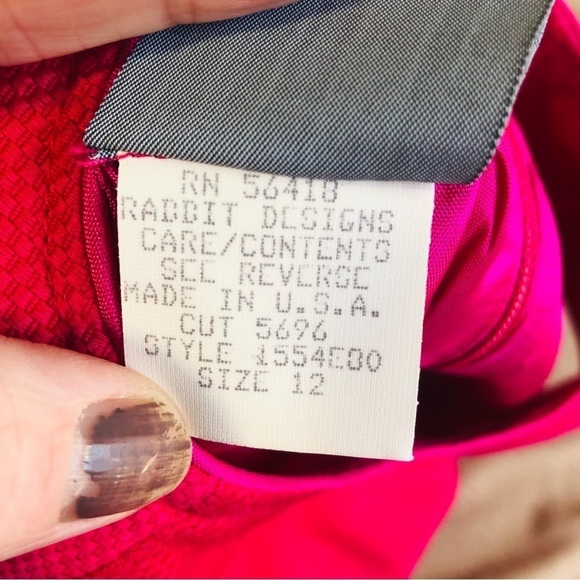 RN 56418
RABBIT DESIGNS
CARE/CONTENTS
SEE REVERSE
MADE IN U.S.A.
CUT 5696
STYLE 1554E80
SIZE 12